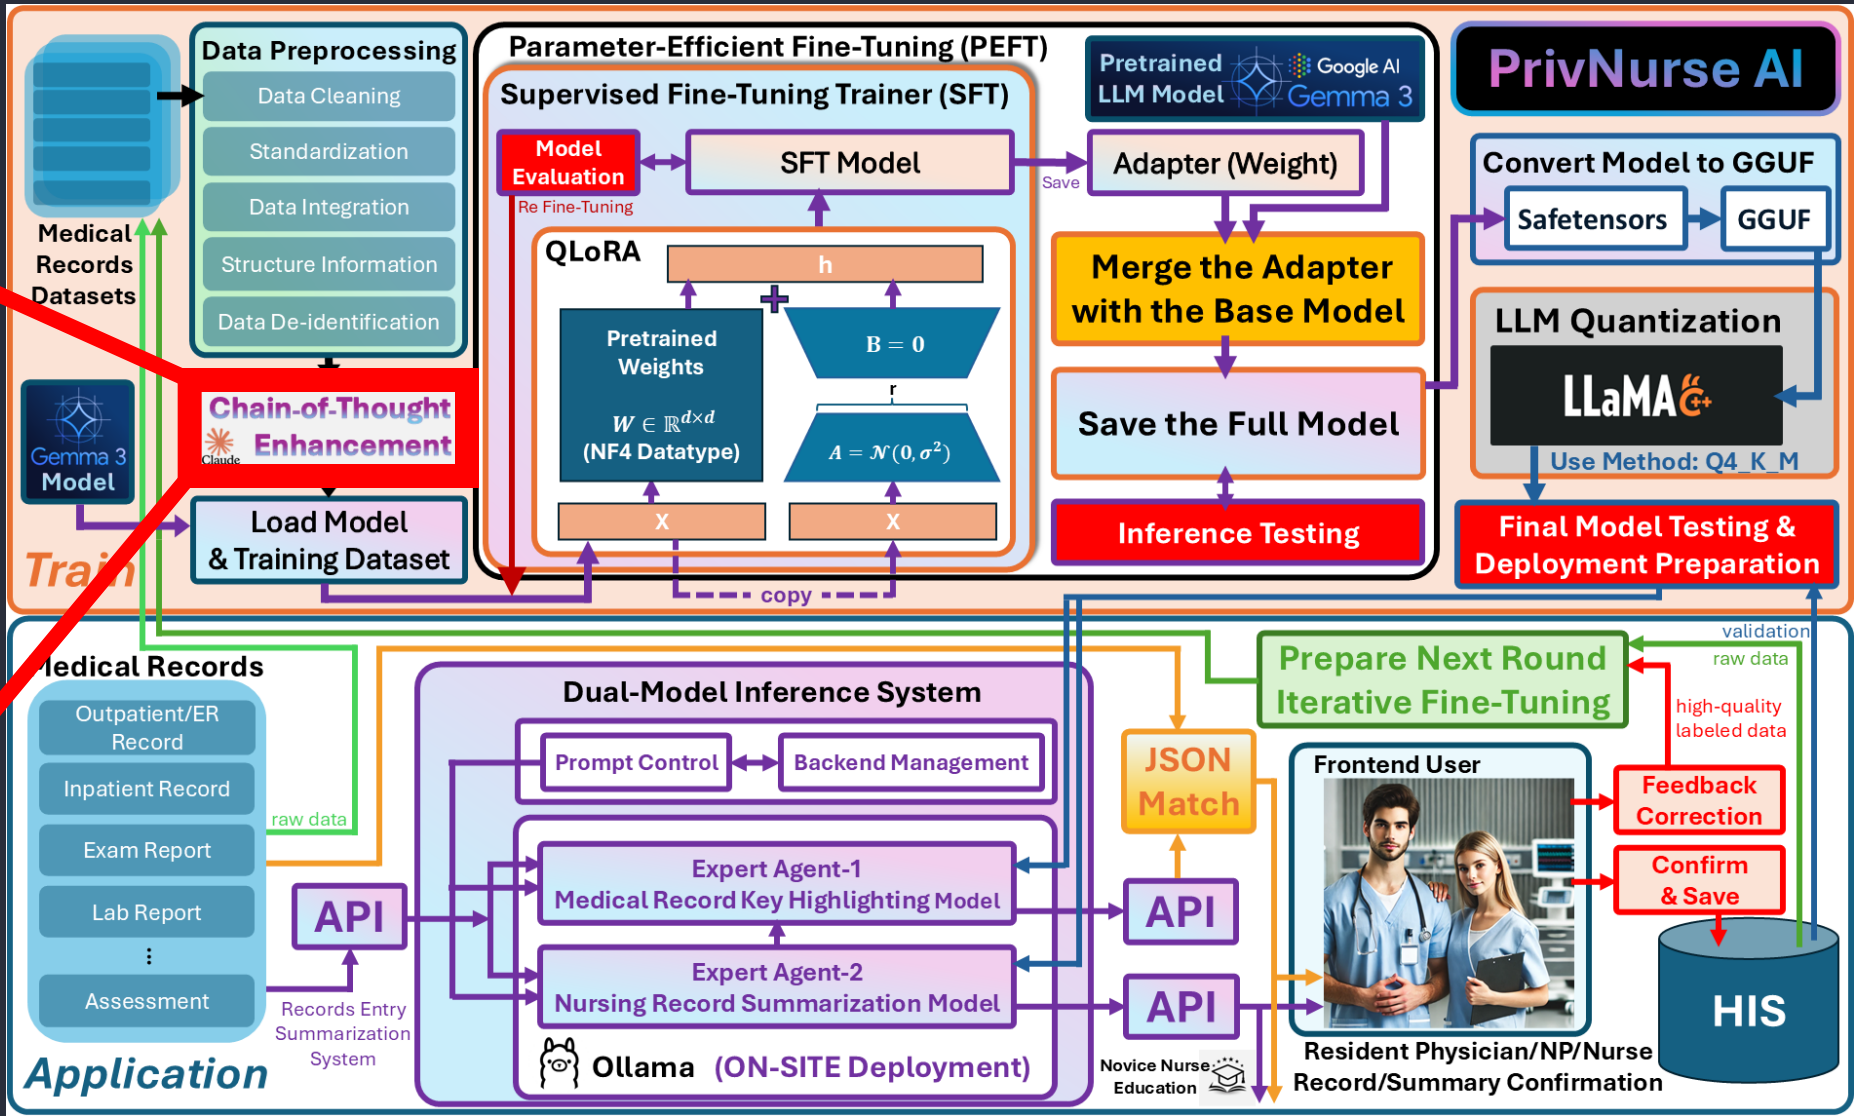 Data Preprocessing
Data Cleaning
Standardization
Data Integration
Structure Information
Data De-identification
Medical
Records
Datasets
Gemma 3
Model
Chain-of-Thought
Enhancement
Claude
Load Model
& Training Dataset
Train
Parameter-Efficient Fine-Tuning (PEFT)
Supervised Fine-Tuning Trainer (SFT)
Model
Evaluation
SFT Model
Re Fine-Tuning
Save
QLoRA
h
Pretrained
Weights
W ∈ ℝ^{d×d}
(NF4 Datatype)
B = 0
r
A = 𝒩(0, σ²)
X
X
copy
Pretrained
LLM Model
Google AI
Gemma 3
Adapter (Weight)
Merge the Adapter
with the Base Model
Save the Full Model
Inference Testing
PrivNurse AI
Convert Model to GGUF
Safetensors
GGUF
LLM Quantization
LLaMA C++
Use Method: Q4_K_M
Final Model Testing &
Deployment Preparation
Medical Records
Outpatient/ER
Record
Inpatient Record
Exam Report
Lab Report
⋮
Assessment
raw data
API
Records Entry
Summarization
System
Application
Dual-Model Inference System
Prompt Control
Backend Management
Expert Agent-1
Medical Record Key Highlighting Model
Expert Agent-2
Nursing Record Summarization Model
Ollama (ON-SITE Deployment)
JSON
Match
API
API
Novice Nurse
Education
Prepare Next Round
Iterative Fine-Tuning
validation
raw data
high-quality
labeled data
Frontend User
Feedback
Correction
Confirm
& Save
HIS
Resident Physician/NP/Nurse
Record/Summary Confirmation